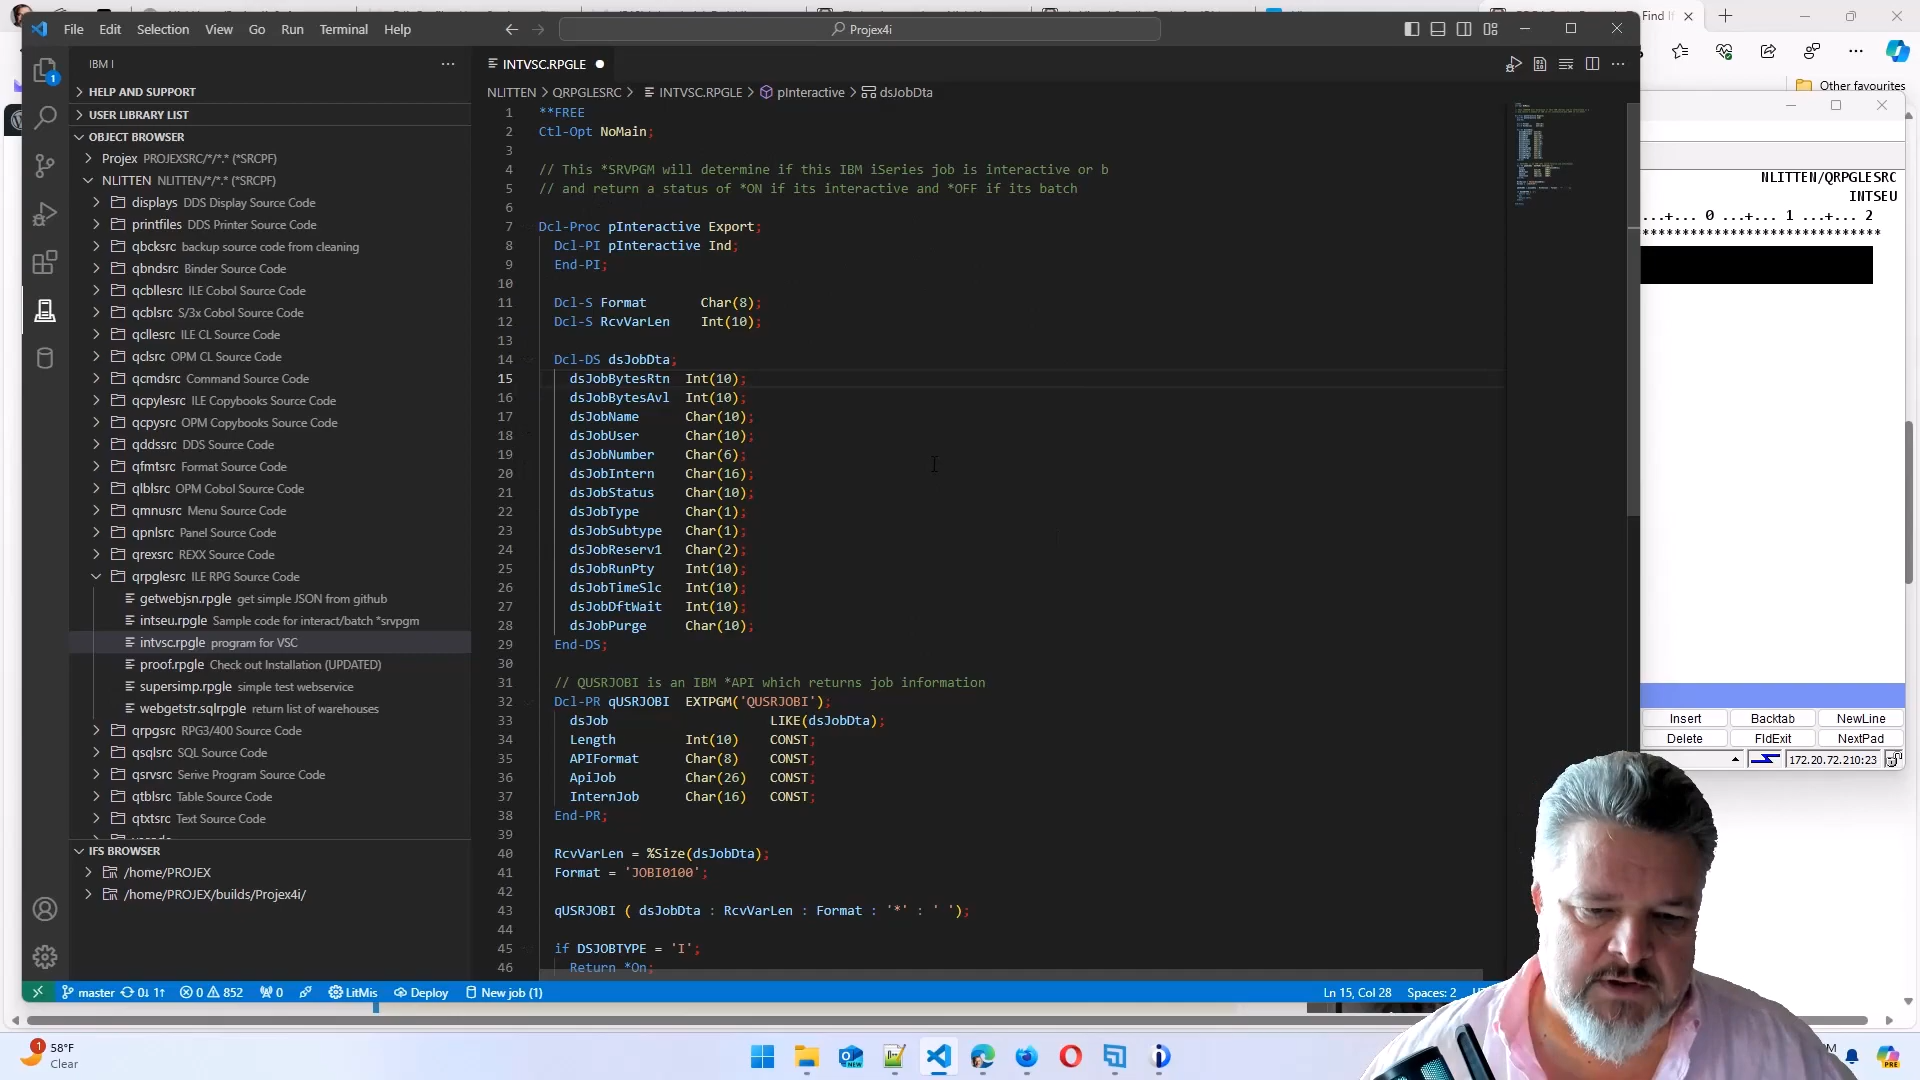 File Edit Selection View Go Run Terminal Help
Projex4i
Find If
IBM I
INTVSC.RPGLE
Other favourites
HELP AND SUPPORT
USER LIBRARY LIST
OBJECT BROWSER
Projex PROJEXSRC/*/*.* (*SRCPF)
NLITTEN NLITTEN/*/*.* (*SRCPF)
displays DDS Display Source Code
printfiles DDS Printer Source Code
qbcksrc backup source code from cleaning
qbndsrc Binder Source Code
qcbllesrc ILE Cobol Source Code
qcblsrc S/3x Cobol Source Code
qcllesrc ILE CL Source Code
qclsrc OPM CL Source Code
qcmdsrc Command Source Code
qcpylesrc ILE Copybooks Source Code
qcpysrc OPM Copybooks Source Code
qddssrc DDS Source Code
qfmtsrc Format Source Code
qlblsrc OPM Cobol Source Code
qmnusrc Menu Source Code
qpnlsrc Panel Source Code
qrexsrc REXX Source Code
qrpglesrc ILE RPG Source Code
getwebjsn.rpgle get simple JSON from github
intseu.rpgle Sample code for interact/batch *srvpgm
intvsc.rpgle program for VSC
proof.rpgle Check out Installation (UPDATED)
supersimp.rpgle simple test webservice
webgetstr.sqlrpgle return list of warehouses
qrpgsrc RPG3/400 Source Code
qsqlsrc SQL Source Code
qsrvsrc Serive Program Source Code
qtblsrc Table Source Code
qtxtsrc Text Source Code
IFS BROWSER
/home/PROJEX
/home/PROJEX/builds/Projex4i/
NLITTEN > QRPGLESRC > INTVSC.RPGLE > pInteractive > dsJobDta
1 **FREE
2 Ctl-Opt NoMain;
3
4 // This *SRVPGM will determine if this IBM iSeries job is interactive or b
5 // and return a status of *ON if its interactive and *OFF if its batch
6
7 Dcl-Proc pInteractive Export;
8 Dcl-PI pInteractive Ind;
9 End-PI;
10
11 Dcl-S Format Char(8);
12 Dcl-S RcvVarLen Int(10);
13
14 Dcl-DS dsJobDta;
15 dsJobBytesRtn Int(10);
16 dsJobBytesAvl Int(10);
17 dsJobName Char(10);
18 dsJobUser Char(10);
19 dsJobNumber Char(6);
20 dsJobIntern Char(16);
21 dsJobStatus Char(10);
22 dsJobType Char(1);
23 dsJobSubtype Char(1);
24 dsJobReserv1 Char(2);
25 dsJobRunPty Int(10);
26 dsJobTimeSlc Int(10);
27 dsJobDftWait Int(10);
28 dsJobPurge Char(10);
29 End-DS;
30
31 // QUSRJOBI is an IBM *API which returns job information
32 Dcl-PR qUSRJOBI EXTPGM('QUSRJOBI');
33 dsJob LIKE(dsJobDta);
34 Length Int(10) CONST;
35 APIFormat Char(8) CONST;
36 ApiJob Char(26) CONST;
37 InternJob Char(16) CONST;
38 End-PR;
39
40 RcvVarLen = %Size(dsJobDta);
41 Format = 'JOBI0100';
42
43 qUSRJOBI ( dsJobDta : RcvVarLen : Format : '*' : ' ');
44
45 if DSJOBTYPE = 'I';
46 Return *On;
NLITTEN/QRPGLESRC
INTSEU
...+... 0 ...+... 1 ...+... 2
*****************************
Insert Backtab NewLine
Delete FldExit NextPad
172.20.72.210:23
master 0↓ 1↑ 0 852 0 LitMis Deploy New job (1)
Ln 15, Col 28 Spaces: 2
1
58°F
Clear
PRE